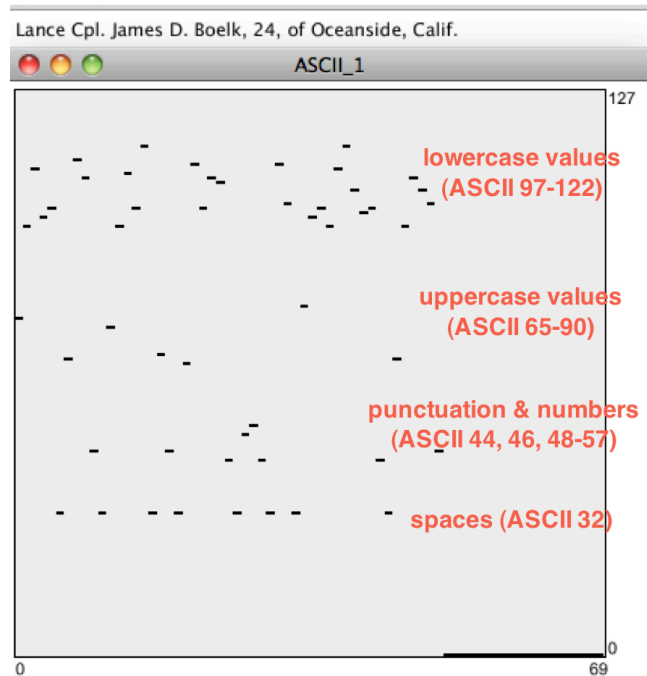 Lance Cpl. James D. Boelk, 24, of Oceanside, Calif.
ASCII_1
127
lowercase values
(ASCII 97-122)
uppercase values
(ASCII 65-90)
punctuation & numbers
(ASCII 44, 46, 48-57)
spaces (ASCII 32)
0
0
69